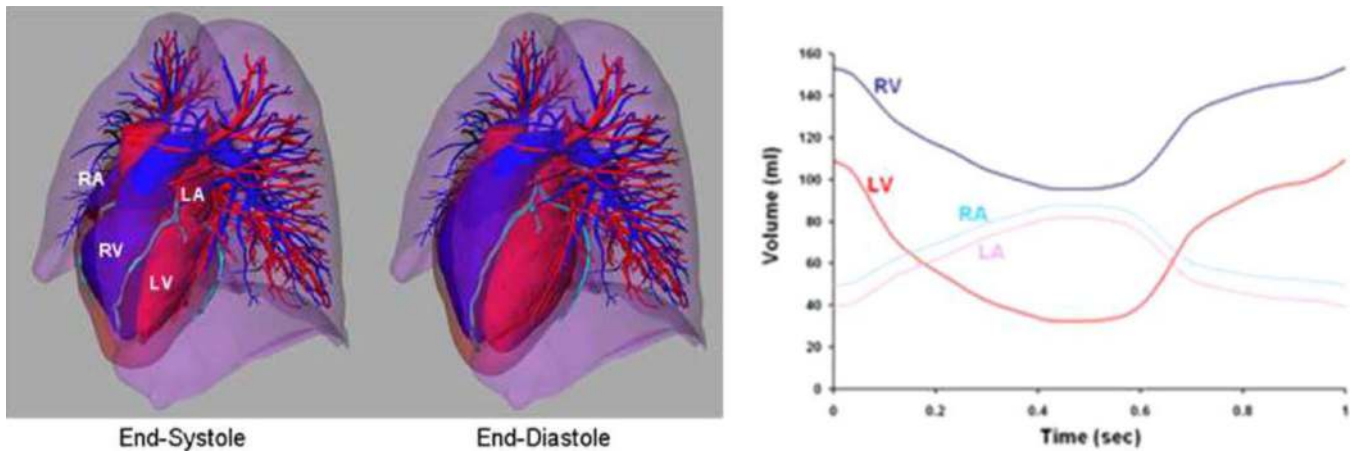 RA
LA
RV
LV
End-Systole
End-Diastole
160
140
120
100
80
60
40
20
0
Volume (ml)
RV
LV
RA
LA
0
0.2
0.4
0.6
0.8
1
Time (sec)